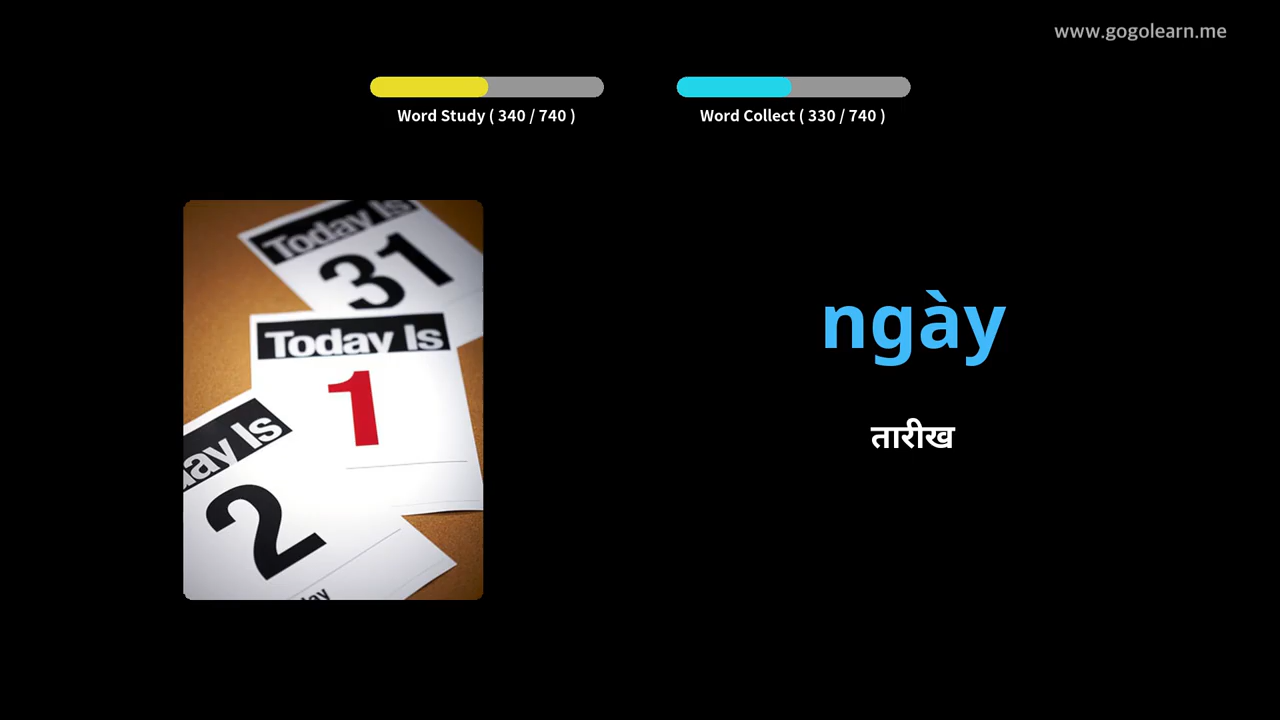 www.gogolearn.me
Word Study ( 340 / 740 )
Word Collect ( 330 / 740 )
Today Is
31
Today Is
1
ay Is
2
ngày
तारीख